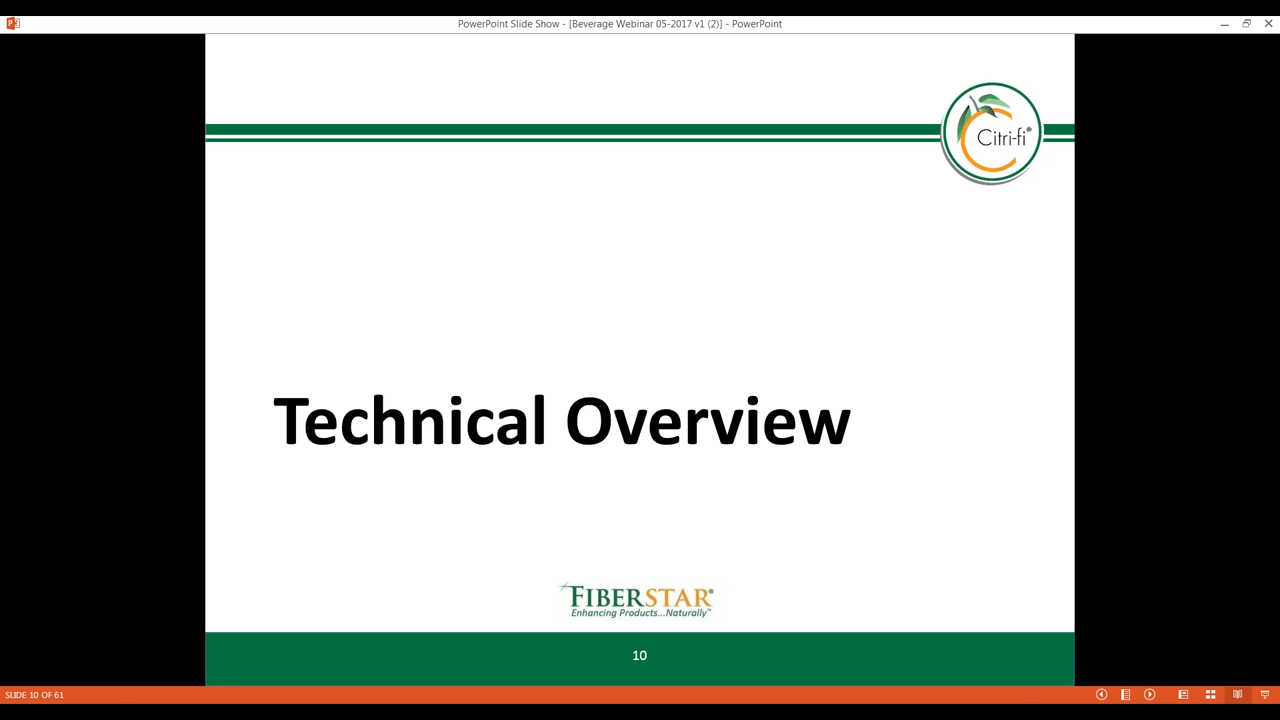 PowerPoint Slide Show - [Beverage Webinar 05-2017 v1 (2)] - PowerPoint
Citri-fi®
Technical Overview
FIBERSTAR®
Enhancing Products...Naturally™
10
SLIDE 10 OF 61